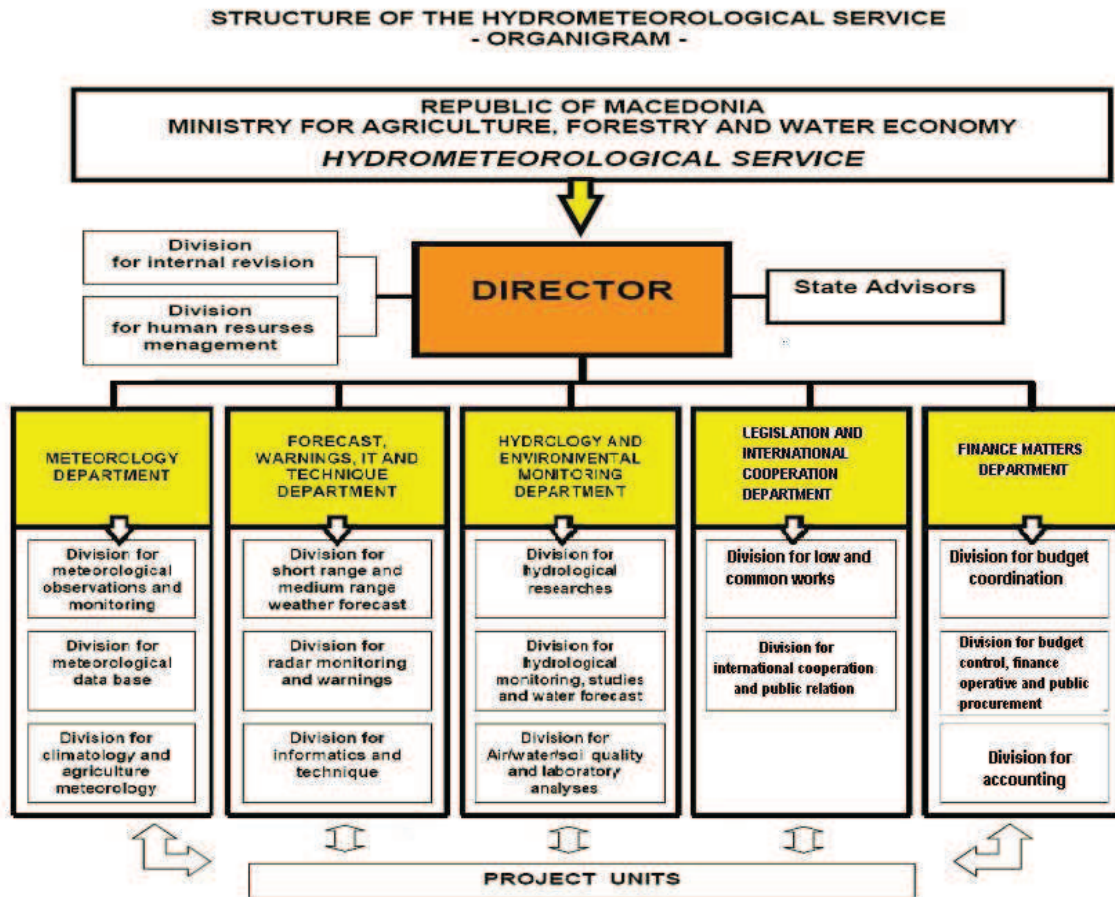 STRUCTURE OF THE HYDROMETEOROLOGICAL SERVICE
- ORGANIGRAM -
REPUBLIC OF MACEDONIA
MINISTRY FOR AGRICULTURE, FORESTRY AND WATER ECONOMY
HYDROMETEOROLOGICAL SERVICE
Division
for internal revision
Division
for human resurses
menagement
DIRECTOR
State Advisors
METEOROLOGY
DEPARTMENT
Division for
meteorological
observations and
monitoring
Division for
meteorological
data base
Division for
climatology and
agriculture
meteorology
FORECAST,
WARNINGS, IT AND
TECHNIQUE
DEPARTMENT
Division for
short range and
medium range
weather forecast
Division for
radar monitoring
and warnings
Division for
informatics and
technique
HYDRLOGY AND
ENVIRONMENTAL
MONITORING
DEPARTMENT
Division for
hydrological
researches
Division for
hydrological
monitoring, studies
and water forecast
Division for
Air/water/soil quality
and laboratory
analyses
LEGISLATION AND
INTERNATIONAL
COOPERATION
DEPARTMENT
Division for low and
common works
Division for
international cooperation
and public relation
FINANCE MATTERS
DEPARTMENT
Division for budget
coordination
Division for budget
control, finance
operative and public
procurement
Division for
accounting
PROJECT UNITS